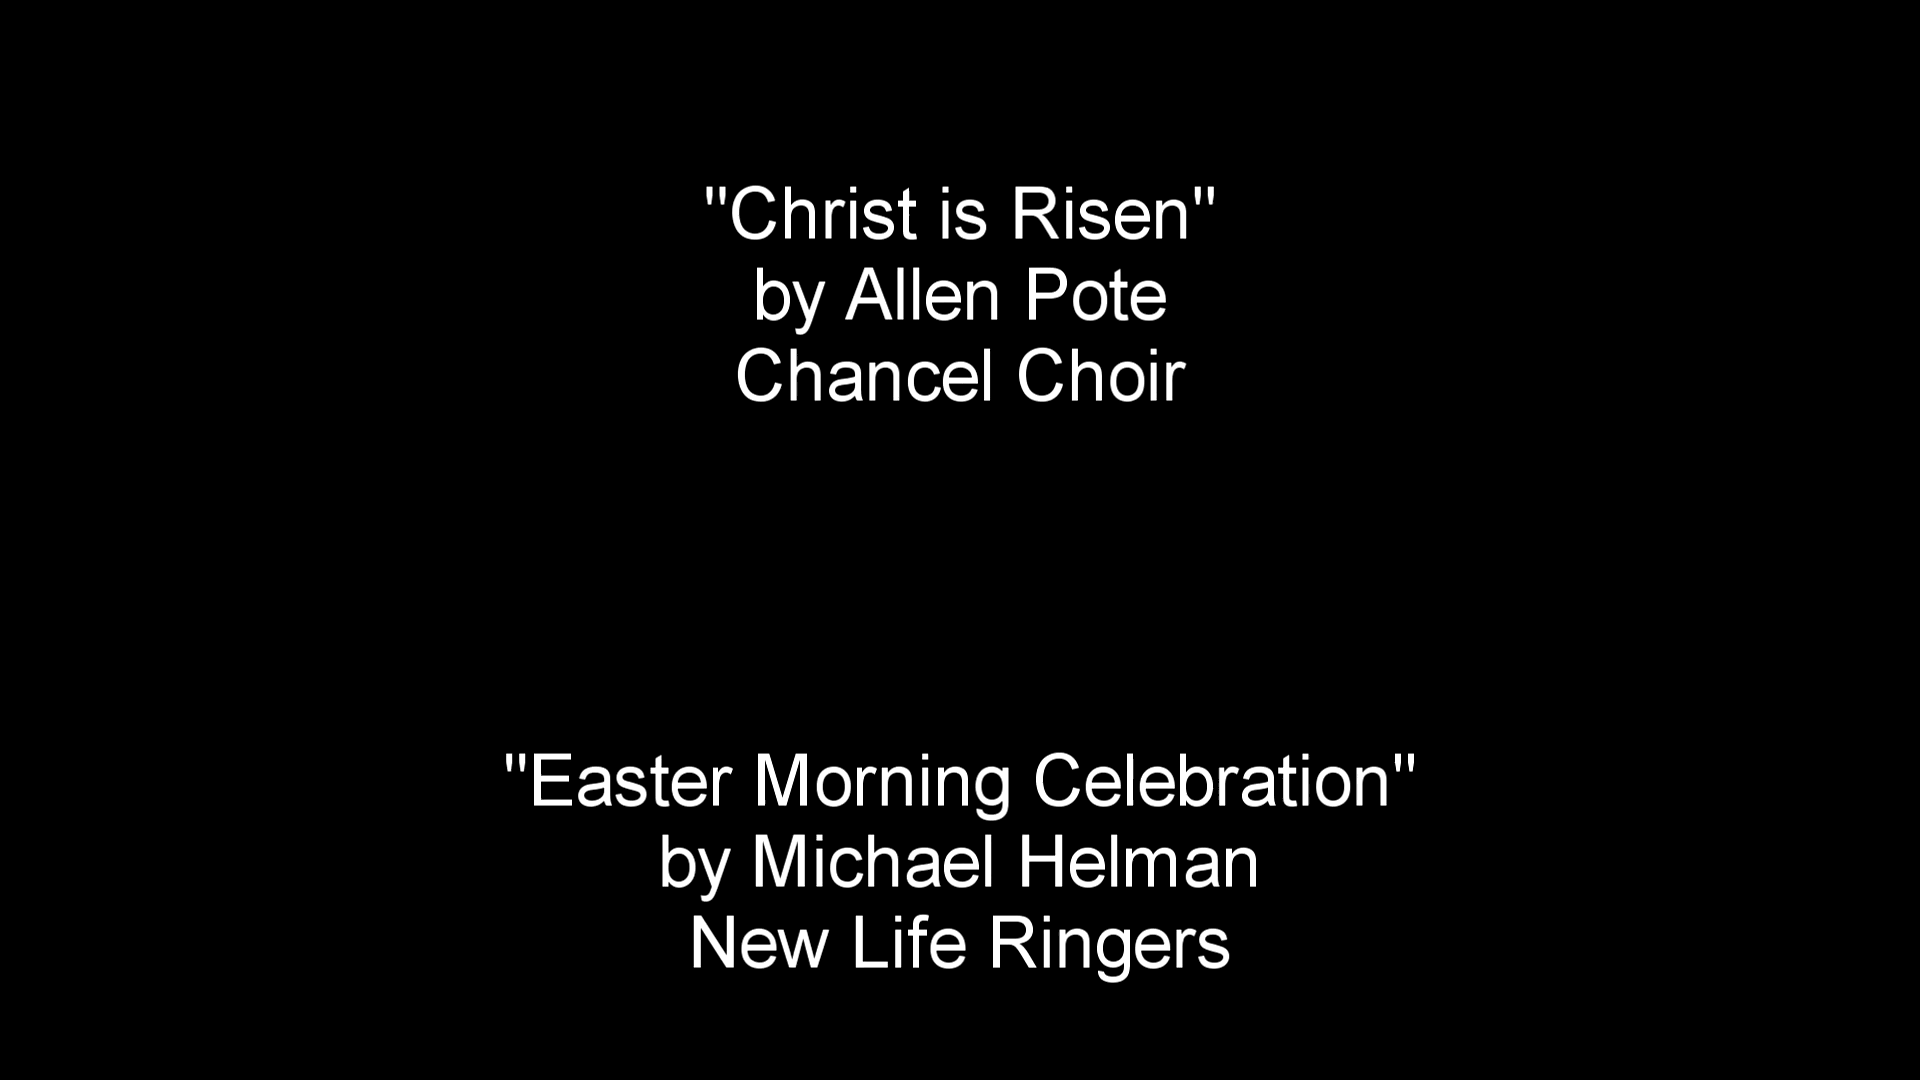 "Christ is Risen"
by Allen Pote
Chancel Choir
"Easter Morning Celebration"
by Michael Helman
New Life Ringers